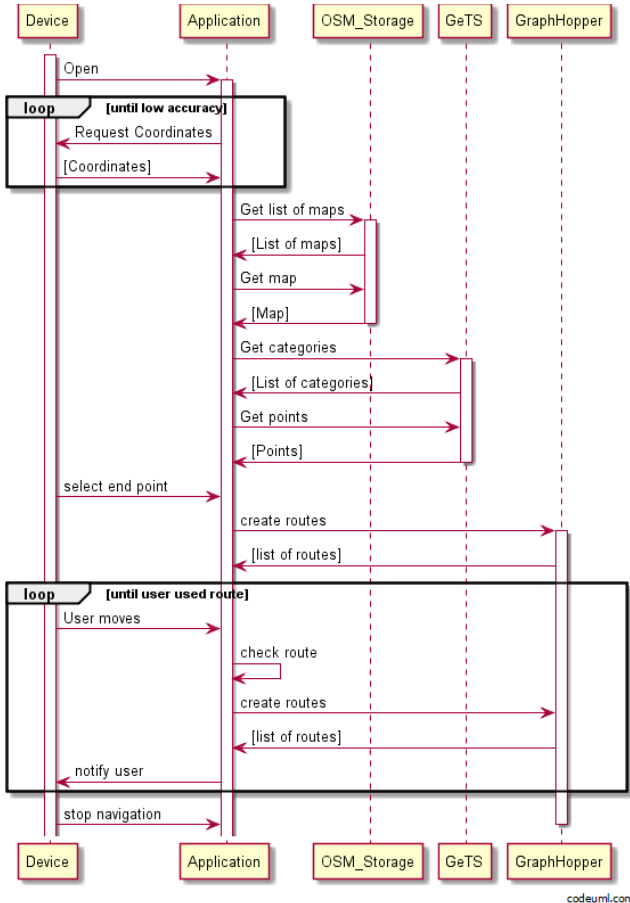 Device Application OSM_Storage GeTS GraphHopper
Open
loop [until low accuracy]
Request Coordinates
[Coordinates]
Get list of maps
[List of maps]
Get map
[Map]
Get categories
[List of categories]
Get points
[Points]
select end point
create routes
[list of routes]
loop [until user used route]
User moves
check route
create routes
[list of routes]
notify user
stop navigation
Device Application OSM_Storage GeTS GraphHopper
codeuml.com